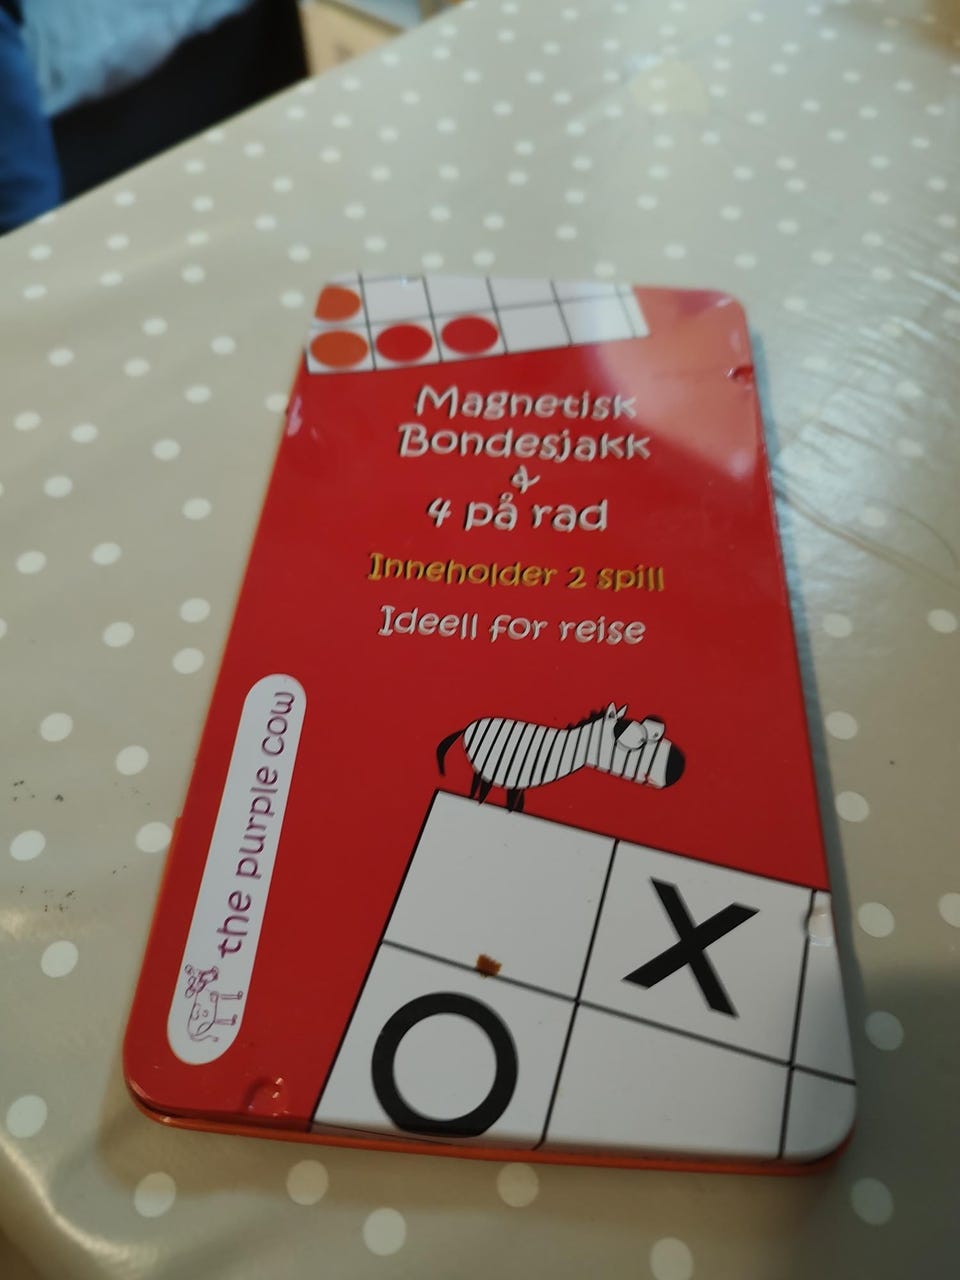 Magnetisk
Bondesjakk
&
4 på rad
Inneholder 2 spill
Ideell for reise
the purple cow
X
O